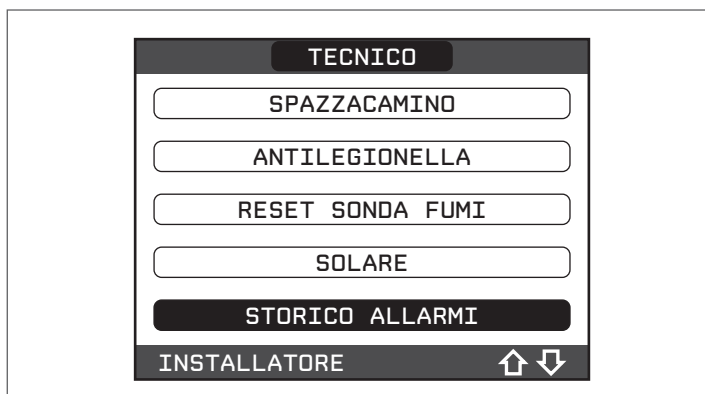 TECNICO
SPAZZACAMINO
ANTILEGIONELLA
RESET SONDA FUMI
SOLARE
STORICO ALLARMI
INSTALLATORE